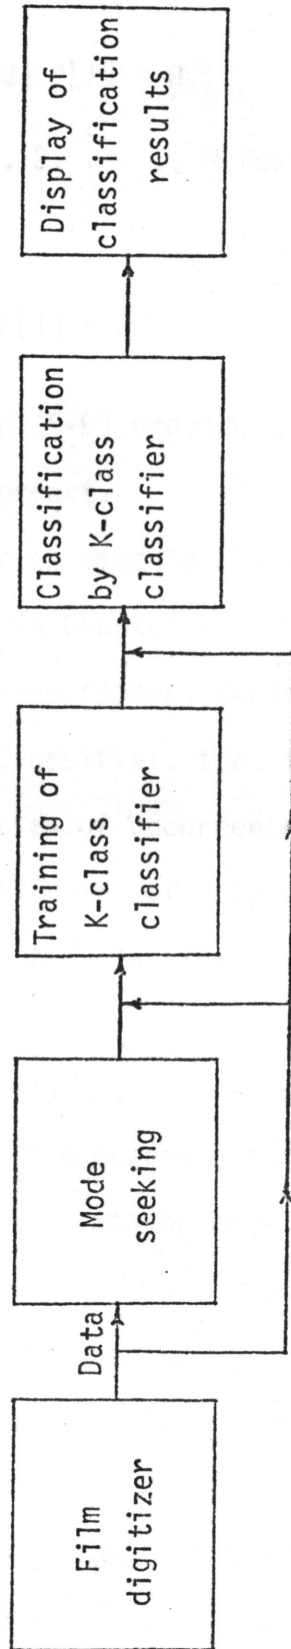 Film
digitizer
Data
Mode
seeking
Training of
K-class
classifier
Classification
by K-class
classifier
Display of
classification
results